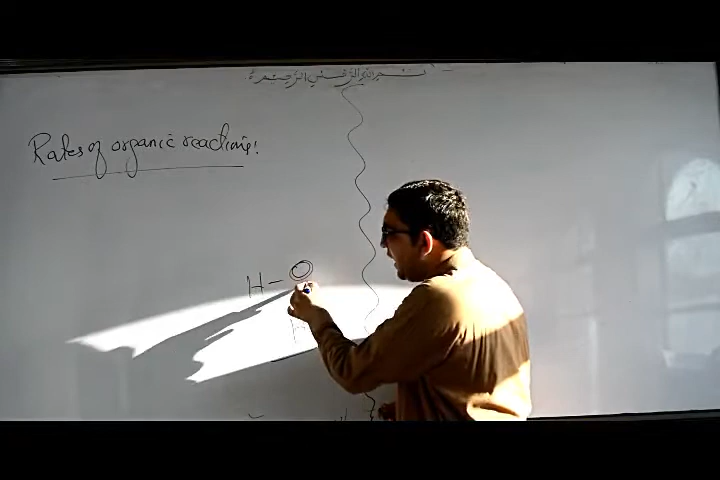 بسم الله الرحمن الرحيم
Rates of organic reactions:
H – O
H